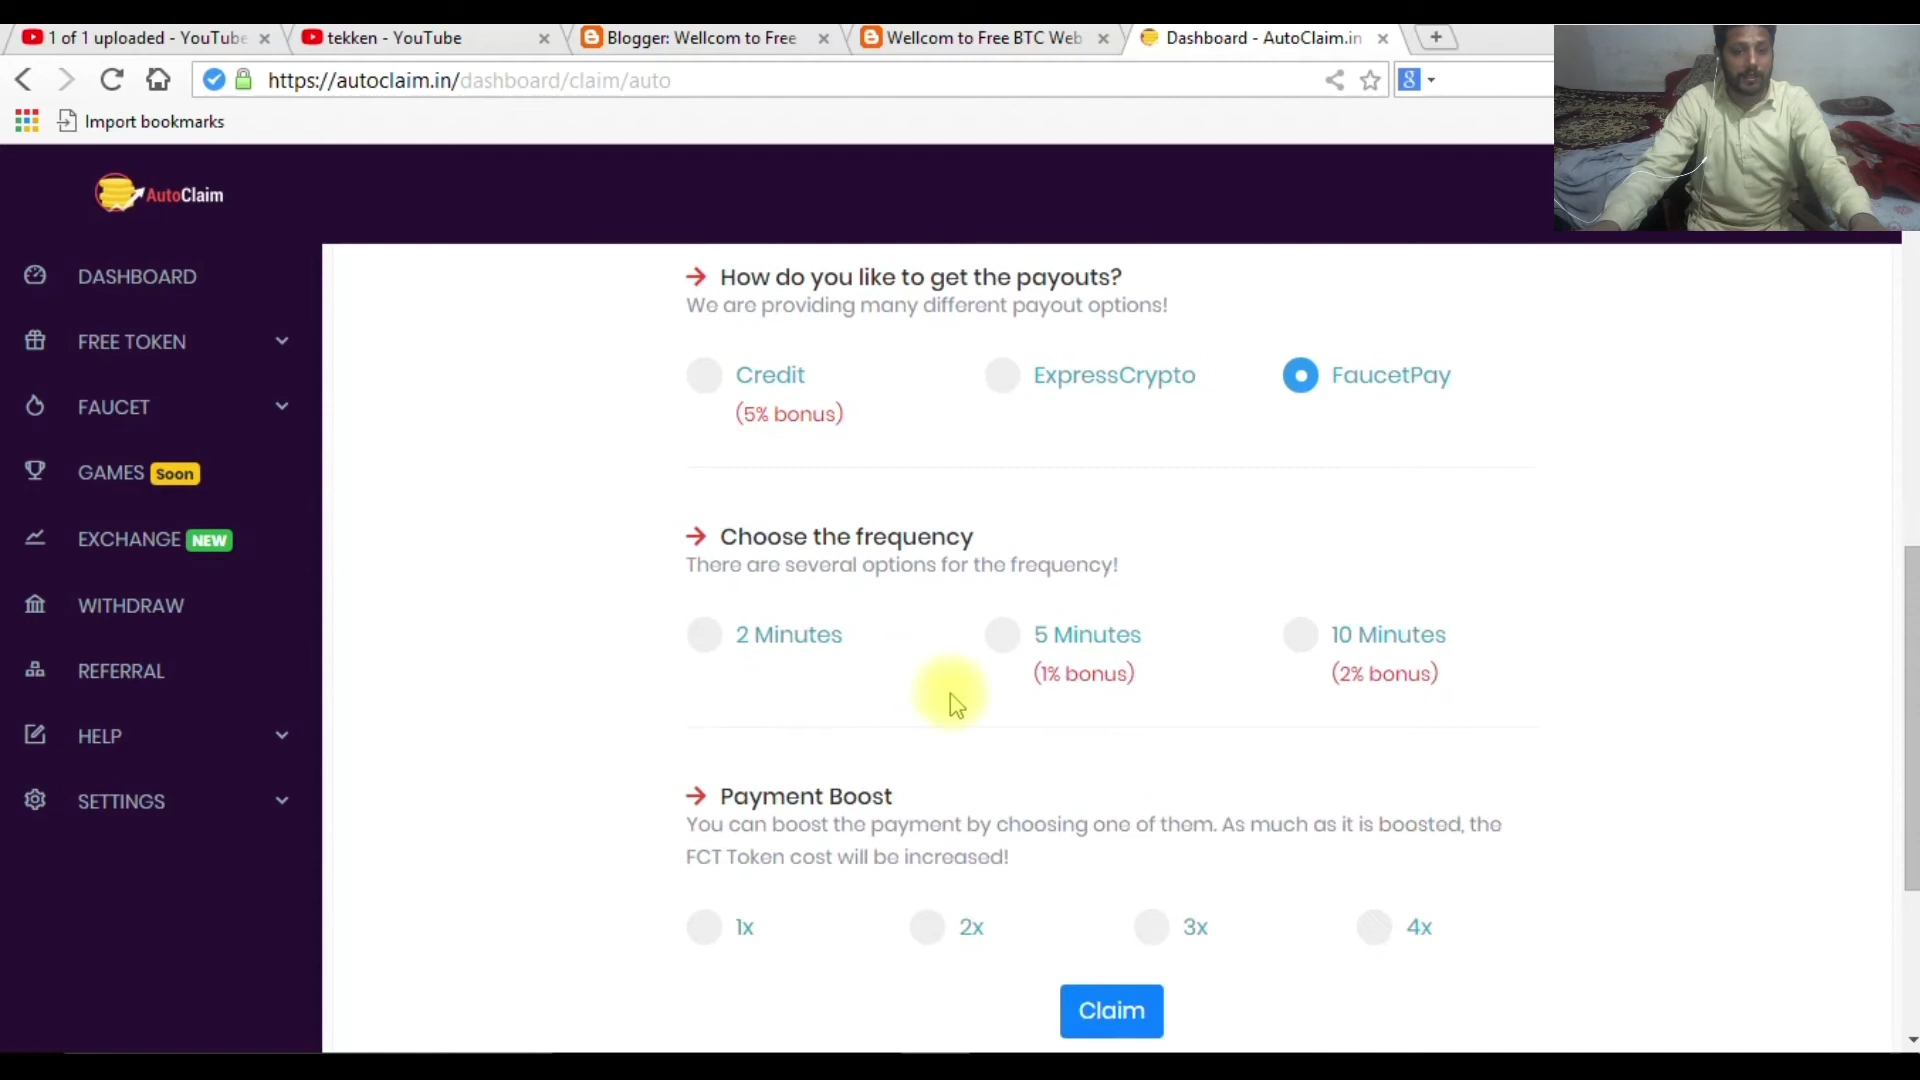 1 of 1 uploaded - YouTube
tekken - YouTube
Blogger: Wellcom to Free
Wellcom to Free BTC Web
Dashboard - AutoClaim.in
https://autoclaim.in/dashboard/claim/auto
Import bookmarks
AutoClaim
DASHBOARD
FREE TOKEN
FAUCET
GAMES Soon
EXCHANGE NEW
WITHDRAW
REFERRAL
HELP
SETTINGS
How do you like to get the payouts?
We are providing many different payout options!
Credit
(5% bonus)
ExpressCrypto
FaucetPay
Choose the frequency
There are several options for the frequency!
2 Minutes
5 Minutes
(1% bonus)
10 Minutes
(2% bonus)
Payment Boost
You can boost the payment by choosing one of them. As much as it is boosted, the
FCT Token cost will be increased!
1x
2x
3x
4x
Claim